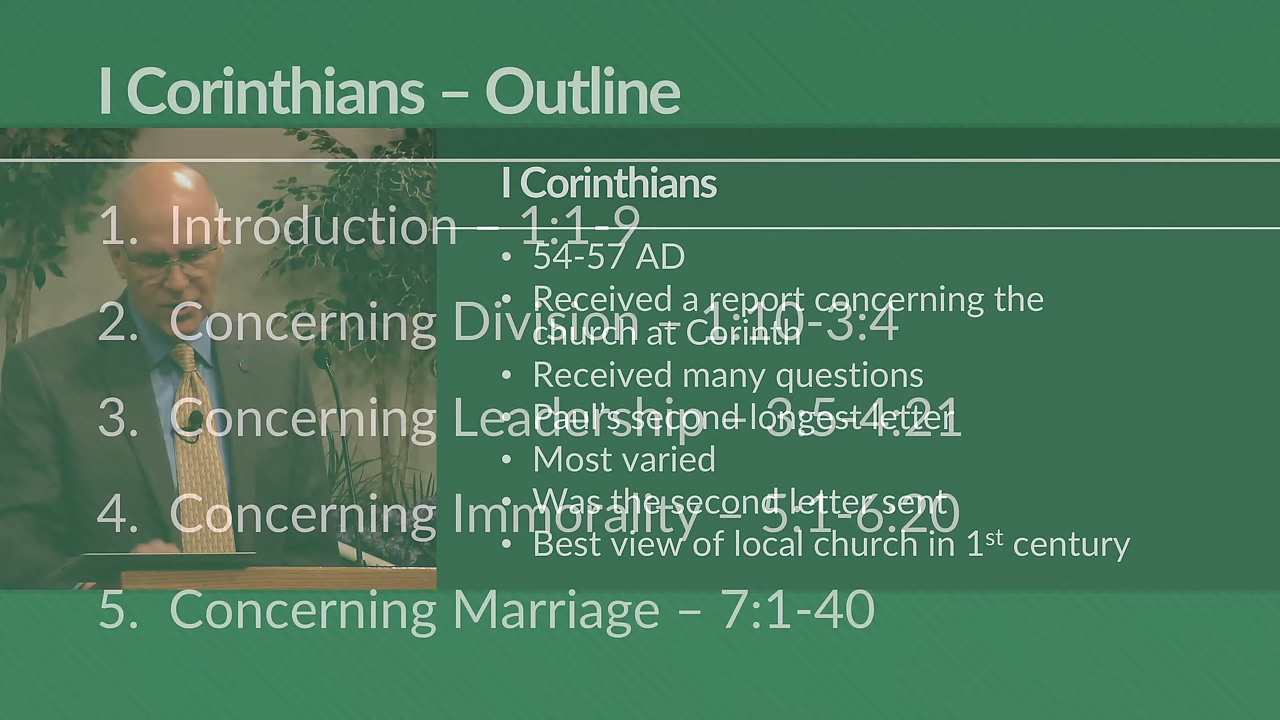 I Corinthians – Outline
1. Introduction – 1:1-9
2. Concerning Division – 1:10-3:4
3. Concerning Leadership – 3:5-4:21
4. Concerning Immorality – 5:1-6:20
5. Concerning Marriage – 7:1-40
I Corinthians
• 54-57 AD
• Received a report concerning the
church at Corinth
• Received many questions
• Paul's second longest letter
• Most varied
• Was the second letter sent
• Best view of local church in 1st century